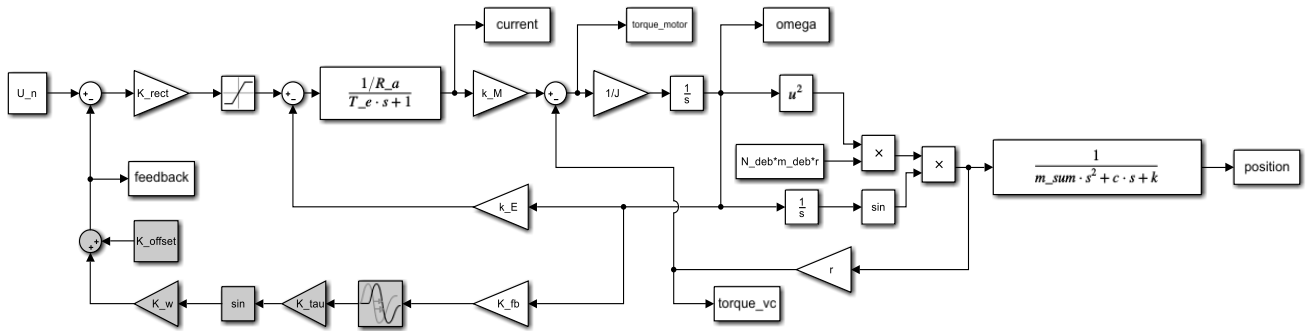 current
torque_motor
omega
U_n
+
−
K_rect
+
−
1/R_a
T_e · s + 1
k_M
+
−
1/J
1
s
u²
N_deb*m_deb*r
×
×
1
m_sum · s² + c · s + k
position
feedback
k_E
1
s
sin
+
+
K_offset
r
K_w
sin
K_tau
K_fb
torque_vc